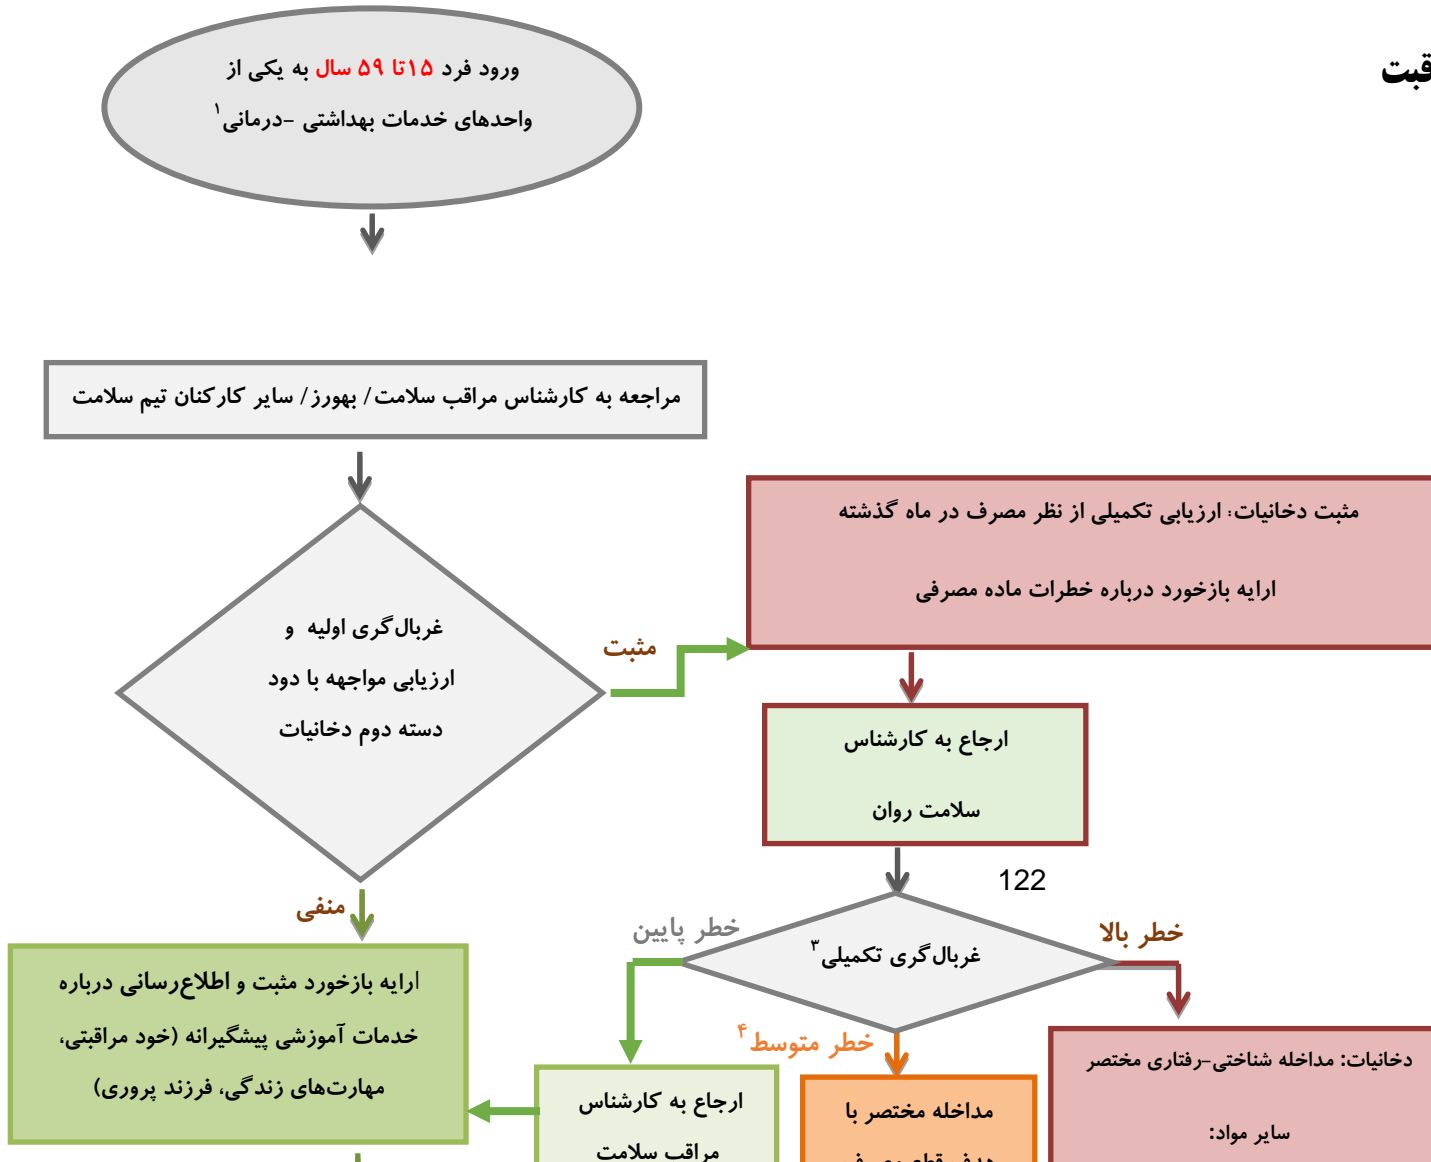 ورود فرد ۱۵تا ۵۹ سال به یکی از
واحدهای خدمات بهداشتی -درمانی۱
مراجعه به کارشناس مراقب سلامت/ بهورز/ سایر کارکنان تیم سلامت
مثبت دخانیات: ارزیابی تکمیلی از نظر مصرف در ماه گذشته
ارایه بازخورد درباره خطرات ماده مصرفی
غربال‌گری اولیه و
ارزیابی مواجهه با دود
دسته دوم دخانیات
مثبت
ارجاع به کارشناس
سلامت روان
122
منفی
خطر پایین
غربال‌گری تکمیلی۳
خطر بالا
ارایه بازخورد مثبت و اطلاع‌رسانی درباره
خدمات آموزشی پیشگیرانه (خود مراقبتی،
مهارت‌های زندگی، فرزند پروری)
خطر متوسط۴
ارجاع به کارشناس
مراقب سلامت
مداخله مختصر با
دخانیات: مداخله شناختی-رفتاری مختصر
سایر مواد: